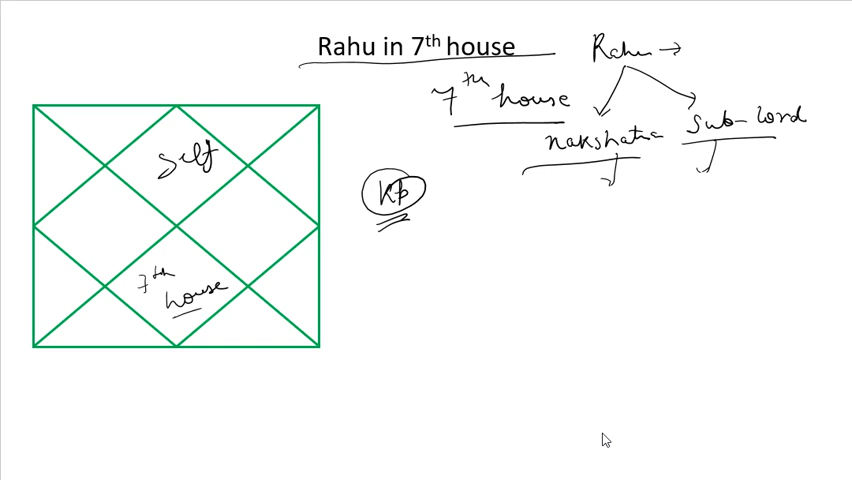 Rahu in 7th house
Rahu →
7th house
nakshatra
Sub-lord
Self
KP
7th
house